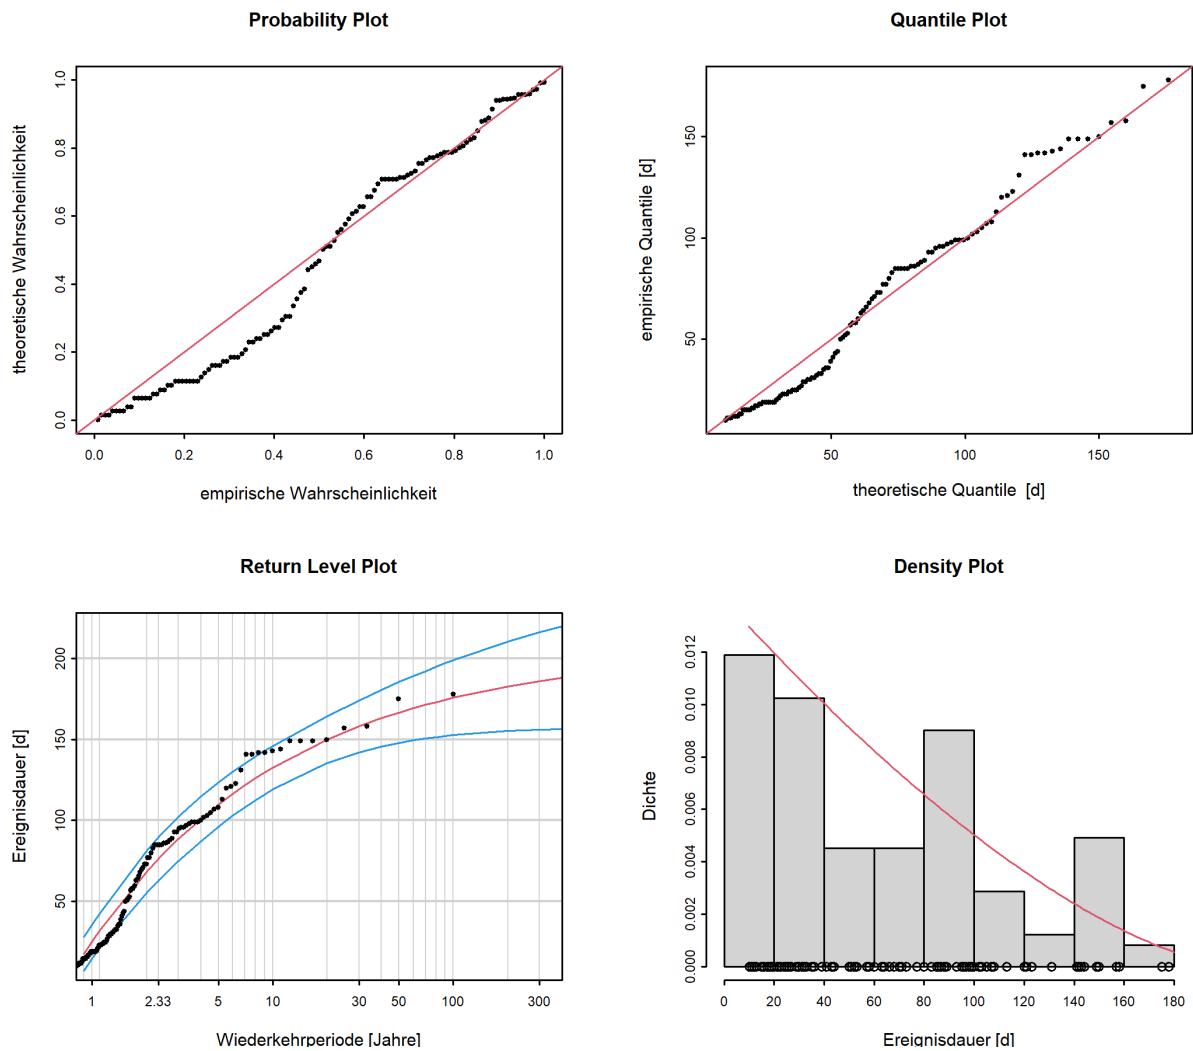 Probability Plot
theoretische Wahrscheinlichkeit
0.0 0.2 0.4 0.6 0.8 1.0
0.0 0.2 0.4 0.6 0.8 1.0
empirische Wahrscheinlichkeit
Quantile Plot
empirische Quantile [d]
50 100 150
50 100 150
theoretische Quantile [d]
Return Level Plot
Ereignisdauer [d]
50 100 150 200
1 2.33 5 10 30 50 100 300
Wiederkehrperiode [Jahre]
Density Plot
Dichte
0.000 0.002 0.004 0.006 0.008 0.010 0.012
0 20 40 60 80 100 120 140 160 180
Ereignisdauer [d]